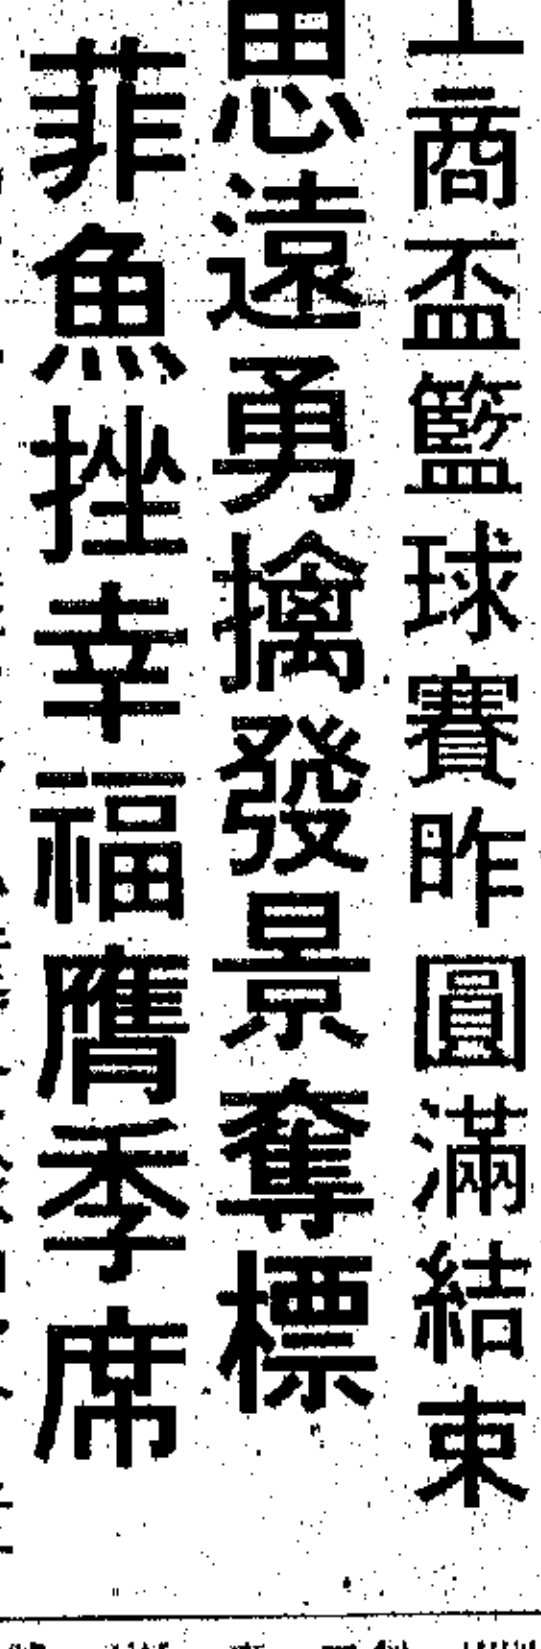 工商盃籃球賽昨圓滿結束
思遠勇擒發景奪標
菲魚挫幸福膺季席